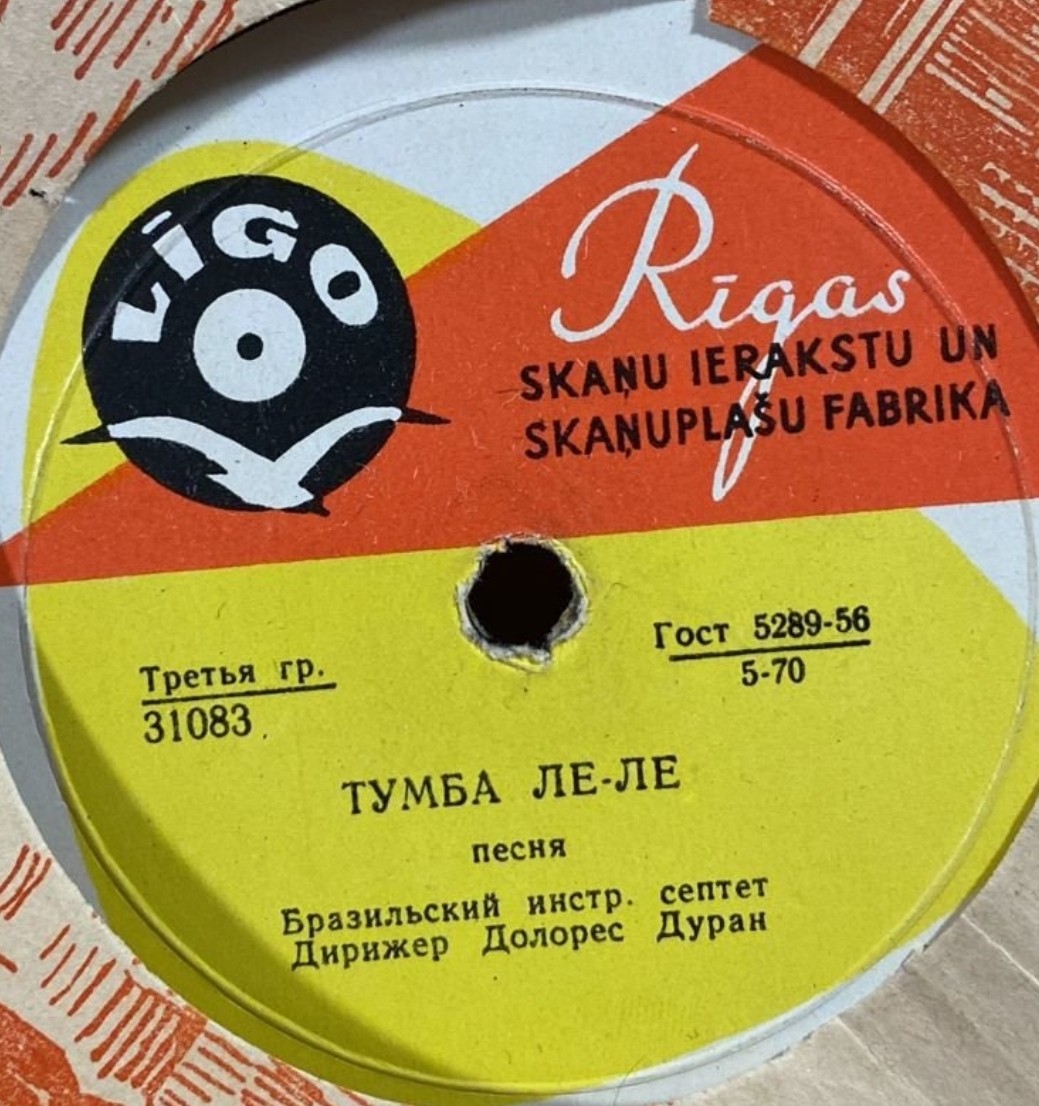 LĪGO
Rīgas
SKAŅU IERAKSTU UN
SKAŅUPLAŠU FABRIKA
Третья гр.
31083
Гост 5289-56
5-70
ТУМБА ЛЕ-ЛЕ
песня
Бразильский инстр. септет
Дирижер Долорес Дуран